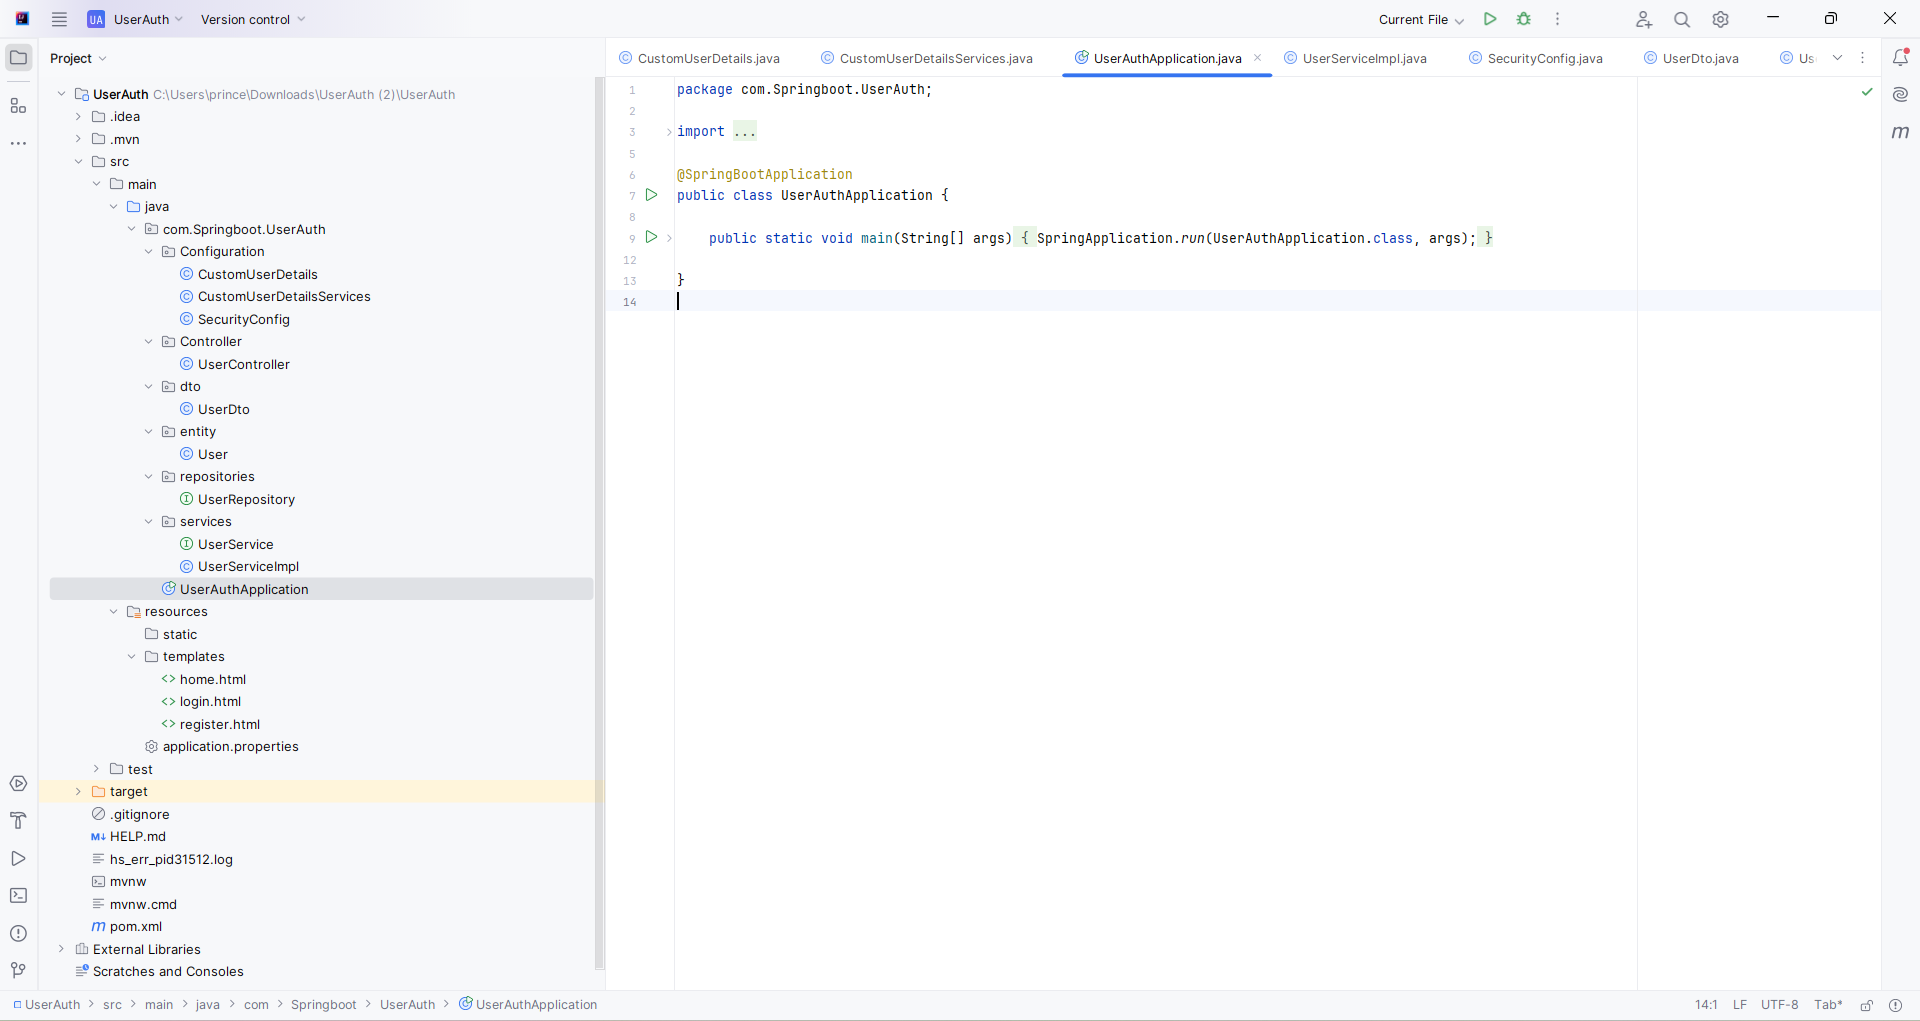 UA UserAuth Version control Current File
Project
CustomUserDetails.java CustomUserDetailsServices.java UserAuthApplication.java UserServiceImpl.java SecurityConfig.java UserDto.java Us
UserAuth C:\Users\prince\Downloads\UserAuth (2)\UserAuth
.idea
.mvn
src
main
java
com.Springboot.UserAuth
Configuration
CustomUserDetails
CustomUserDetailsServices
SecurityConfig
Controller
UserController
dto
UserDto
entity
User
repositories
UserRepository
services
UserService
UserServiceImpl
UserAuthApplication
resources
static
templates
home.html
login.html
register.html
application.properties
test
target
.gitignore
HELP.md
hs_err_pid31512.log
mvnw
mvnw.cmd
pom.xml
External Libraries
Scratches and Consoles
1 package com.Springboot.UserAuth;
2
3 import ...
5
6 @SpringBootApplication
7 public class UserAuthApplication {
8
9 public static void main(String[] args) { SpringApplication.run(UserAuthApplication.class, args); }
12
13 }
14
UserAuth > src > main > java > com > Springboot > UserAuth > UserAuthApplication
14:1 LF UTF-8 Tab*